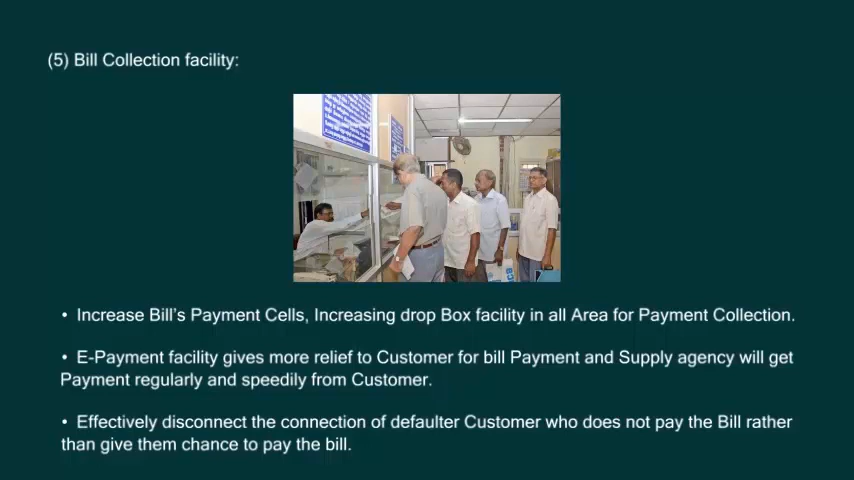 (5) Bill Collection facility:
• Increase Bill's Payment Cells, Increasing drop Box facility in all Area for Payment Collection.
• E-Payment facility gives more relief to Customer for bill Payment and Supply agency will get
Payment regularly and speedily from Customer.
• Effectively disconnect the connection of defaulter Customer who does not pay the Bill rather
than give them chance to pay the bill.